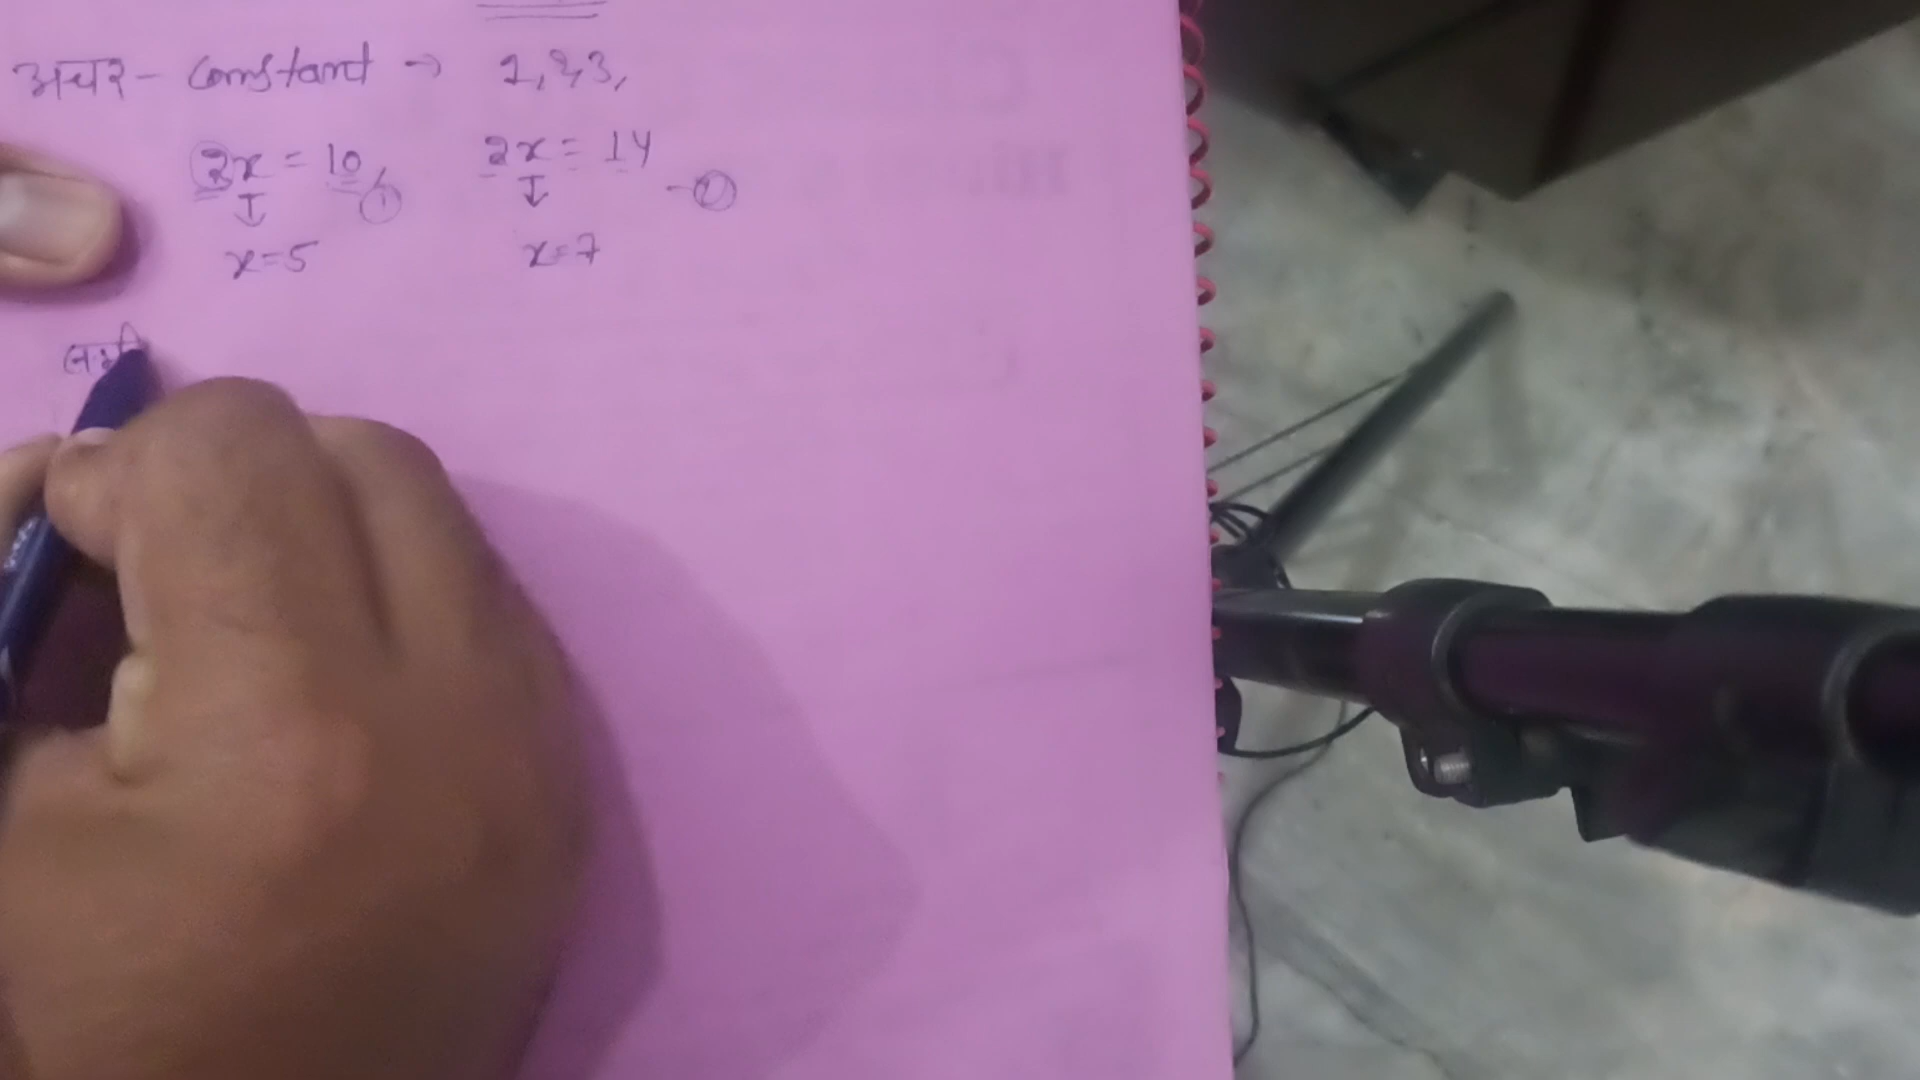 अचर - Constant → 1, 2, 3,
2x = 10 ① 2x = 14 - ②
x = 5 x = 7